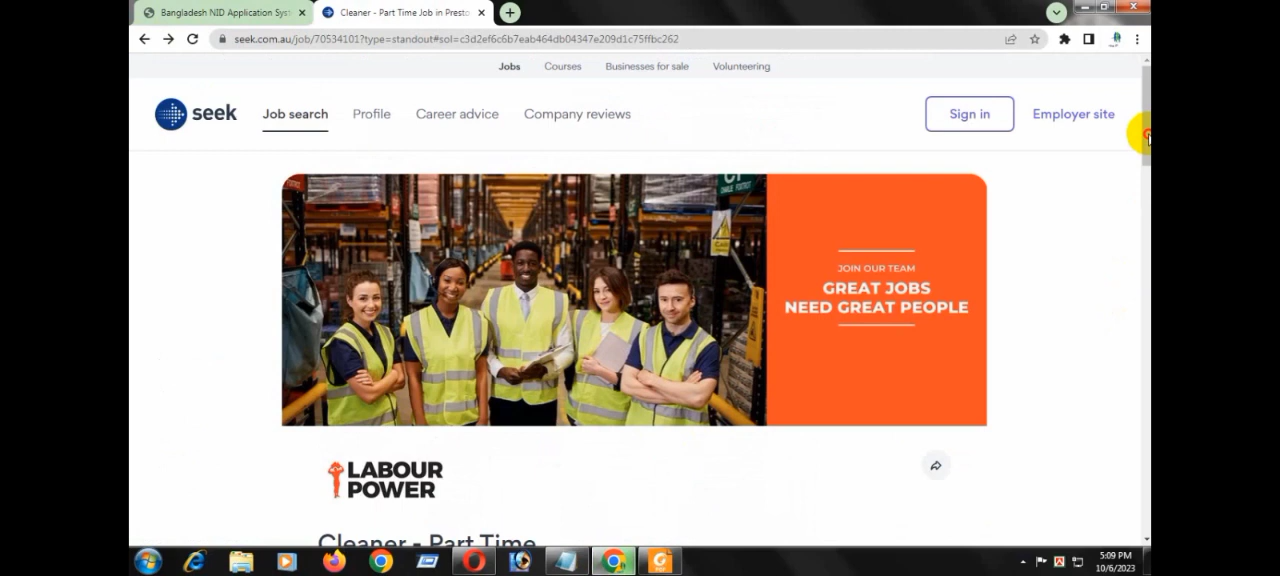 Bangladesh NID Application Syst
Cleaner - Part Time Job in Presto
seek.com.au/job/70534101?type=standout#sol=c3d2ef6c6b7eab464db04347e209d1c75ffbc262
Jobs Courses Businesses for sale Volunteering
seek Job search Profile Career advice Company reviews Sign in Employer site
JOIN OUR TEAM
GREAT JOBS
NEED GREAT PEOPLE
LABOUR
POWER
Cleaner - Part Time
5:09 PM
10/6/2023